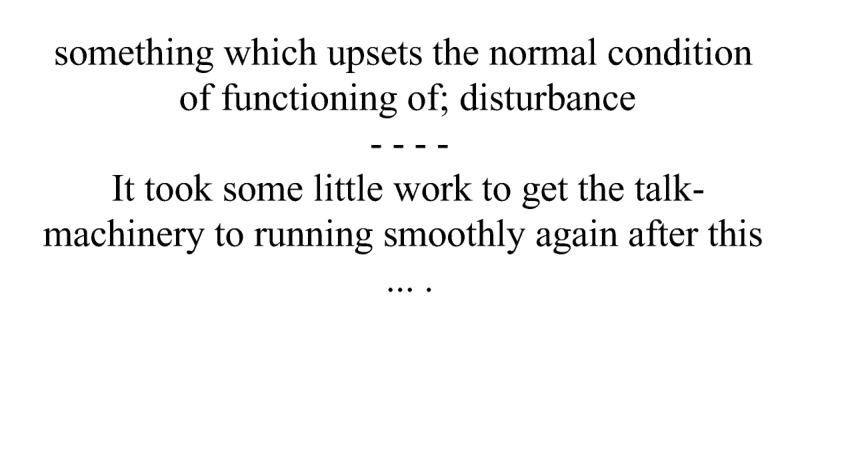 something which upsets the normal condition
of functioning of; disturbance
- - - -
It took some little work to get the talk-
machinery to running smoothly again after this
... .